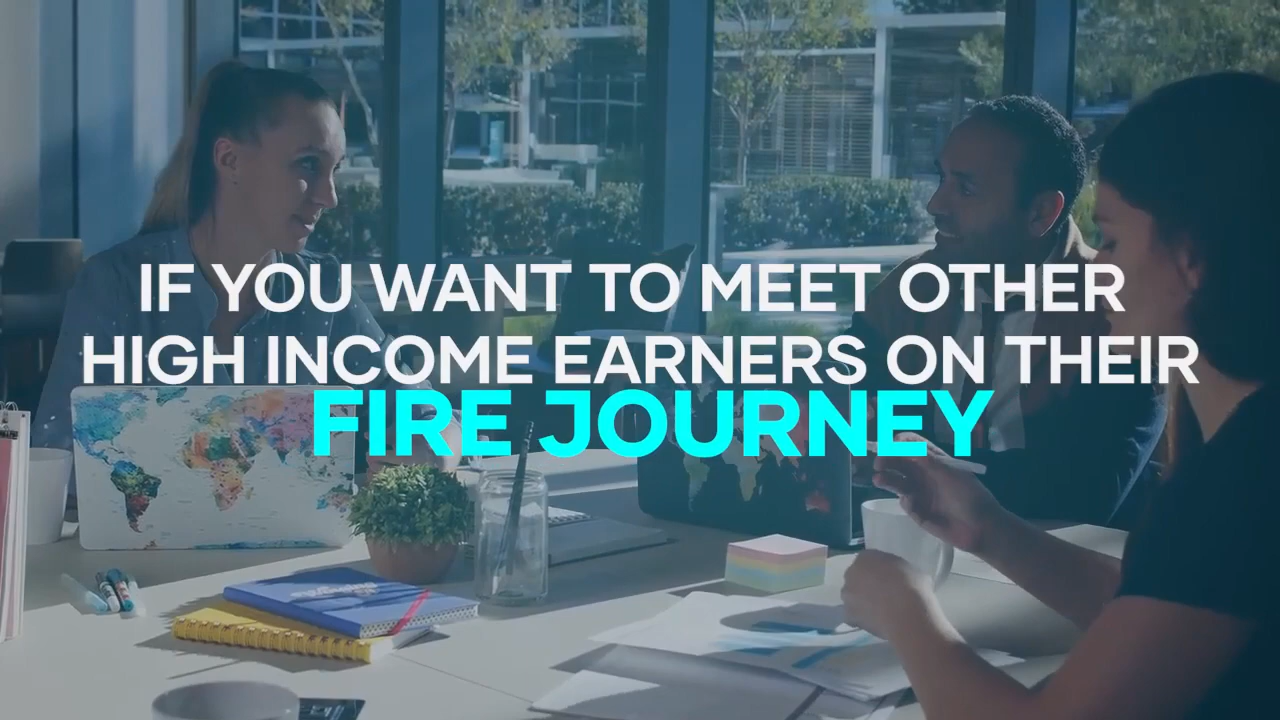 IF YOU WANT TO MEET OTHER
HIGH INCOME EARNERS ON THEIR
FIRE JOURNEY